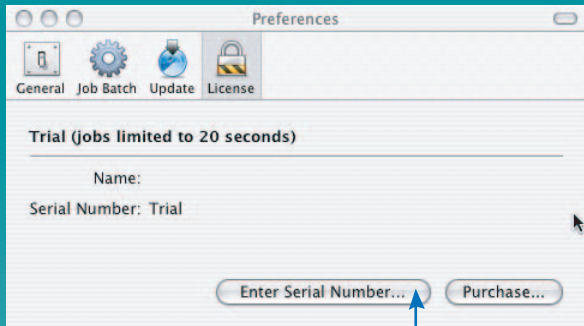 Preferences
General Job Batch Update License
Trial (jobs limited to 20 seconds)
Name:
Serial Number: Trial
Enter Serial Number... Purchase...